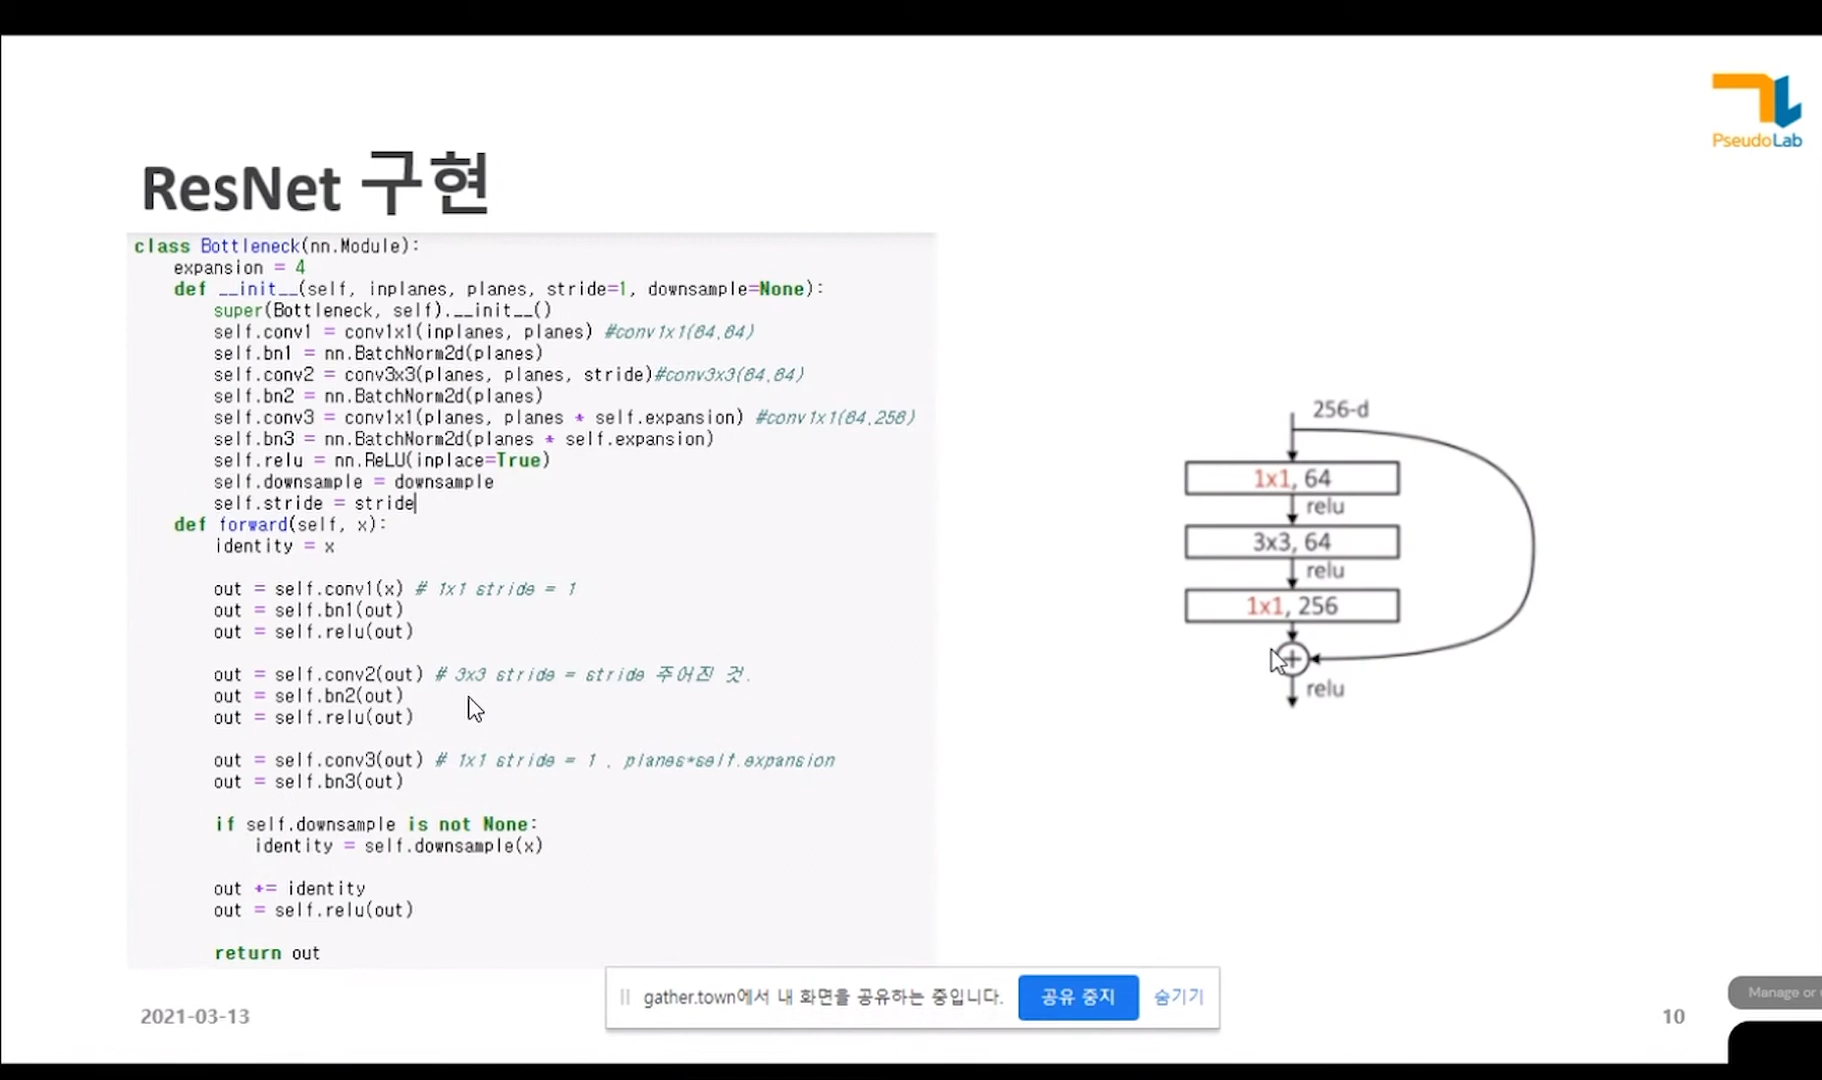 PseudoLab
ResNet 구현
class Bottleneck(nn.Module):
expansion = 4
def __init__(self, inplanes, planes, stride=1, downsample=None):
super(Bottleneck, self).__init__()
self.conv1 = conv1x1(inplanes, planes) #conv1x1(64,64)
self.bn1 = nn.BatchNorm2d(planes)
self.conv2 = conv3x3(planes, planes, stride)#conv3x3(64,64)
self.bn2 = nn.BatchNorm2d(planes)
self.conv3 = conv1x1(planes, planes * self.expansion) #conv1x1(64,256)
self.bn3 = nn.BatchNorm2d(planes * self.expansion)
self.relu = nn.ReLU(inplace=True)
self.downsample = downsample
self.stride = stride
def forward(self, x):
identity = x
out = self.conv1(x) # 1x1 stride = 1
out = self.bn1(out)
out = self.relu(out)
out = self.conv2(out) # 3x3 stride = stride 주어진 것.
out = self.bn2(out)
out = self.relu(out)
out = self.conv3(out) # 1x1 stride = 1 , planes*self.expansion
out = self.bn3(out)
if self.downsample is not None:
identity = self.downsample(x)
out += identity
out = self.relu(out)
return out
256-d
1x1, 64
relu
3x3, 64
relu
1x1, 256
relu
gather.town에서 내 화면을 공유하는 중입니다.
공유 중지
숨기기
2021-03-13
10
Manage or